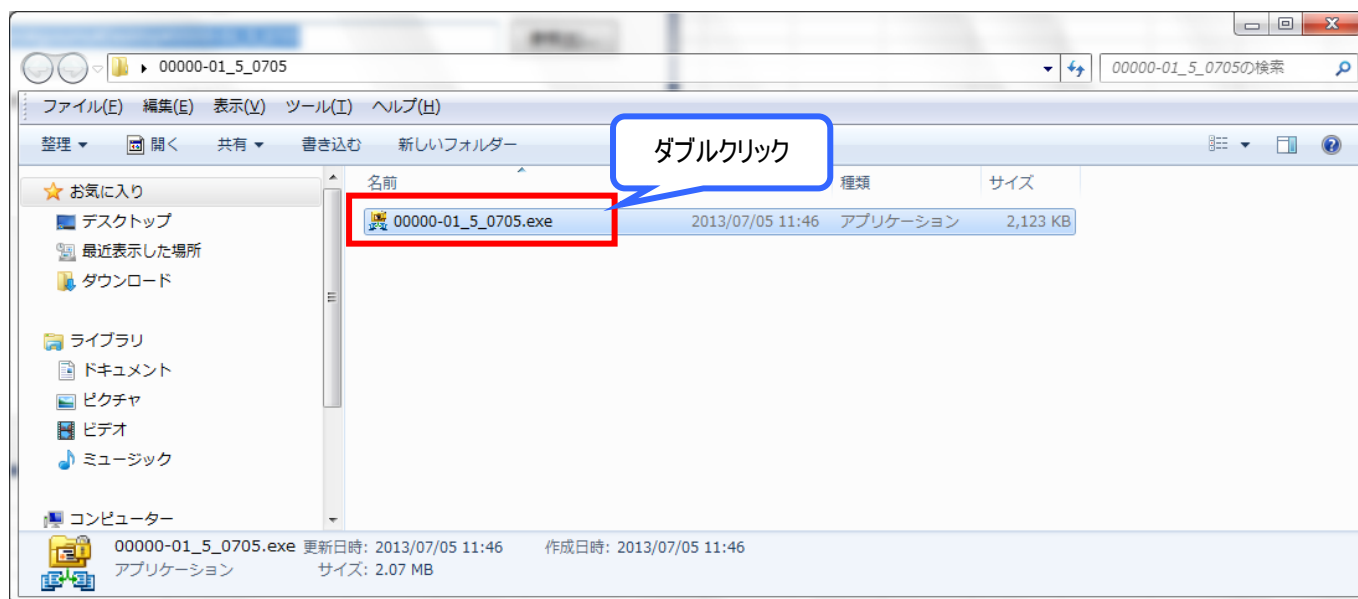 00000-01_5_0705
00000-01_5_0705の検索
ファイル(F) 編集(E) 表示(V) ツール(T) ヘルプ(H)
整理 開く 共有 書き込む 新しいフォルダー
ダブルクリック
名前 種類 サイズ
00000-01_5_0705.exe 2013/07/05 11:46 アプリケーション 2,123 KB
お気に入り
デスクトップ
最近表示した場所
ダウンロード
ライブラリ
ドキュメント
ピクチャ
ビデオ
ミュージック
コンピューター
00000-01_5_0705.exe 更新日時: 2013/07/05 11:46 作成日時: 2013/07/05 11:46
アプリケーション サイズ: 2.07 MB